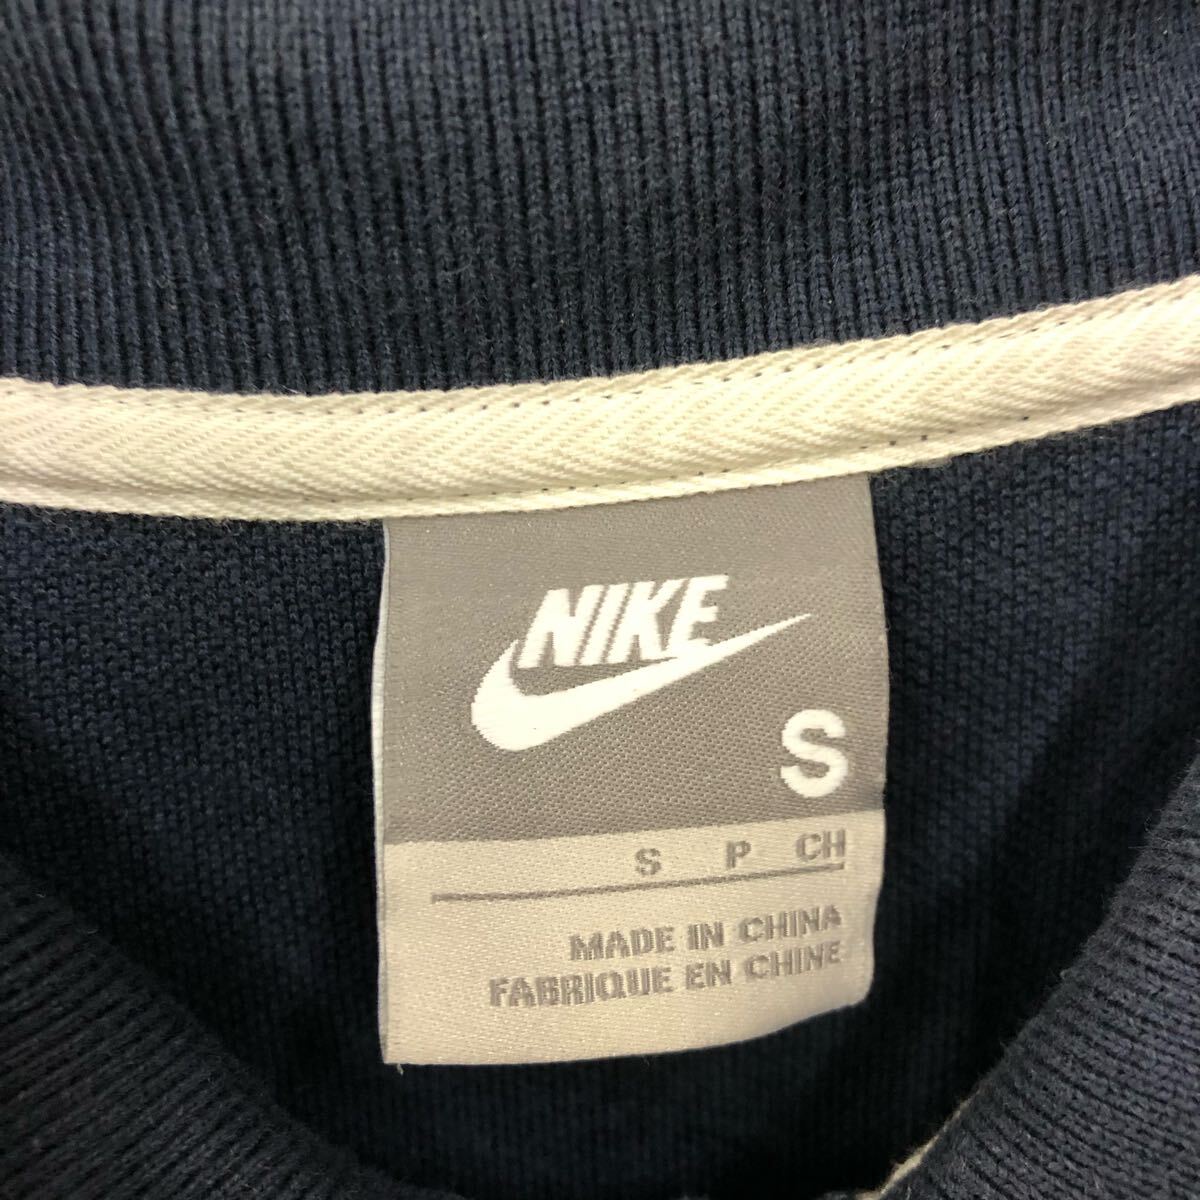 NIKE
S
S P CH
MADE IN CHINA
FABRIQUE EN CHINE